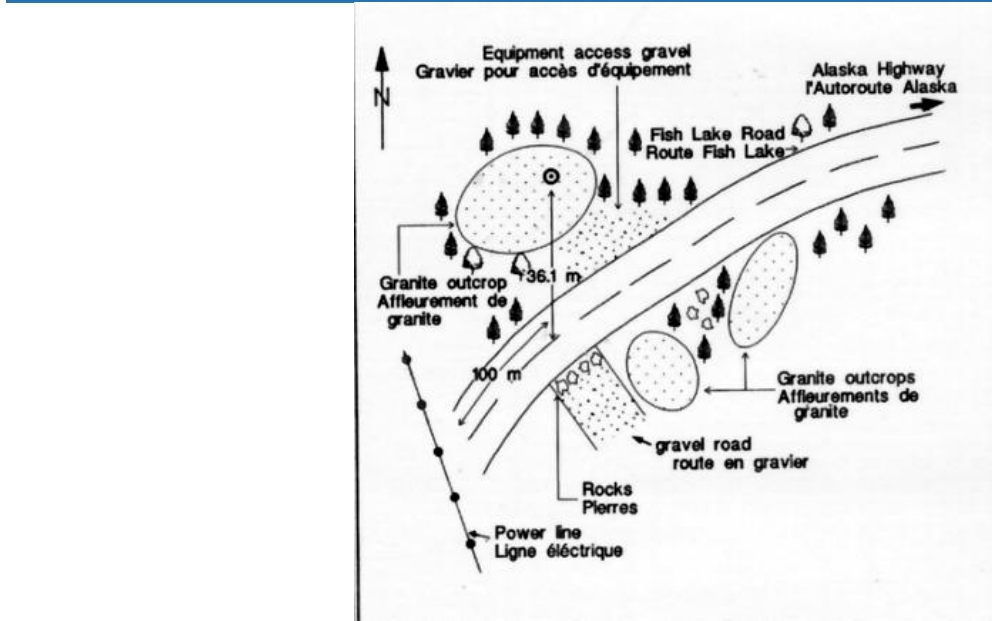 Equipment access gravel
Gravier pour accès d'équipement
Alaska Highway
l'Autoroute Alaska
N
Fish Lake Road
Route Fish Lake
36.1 m
Granite outcrop
Affleurement de
granite
100 m
Granite outcrops
Affleurements de
granite
gravel road
route en gravier
Rocks
Pierres
Power line
Ligne éléctrique